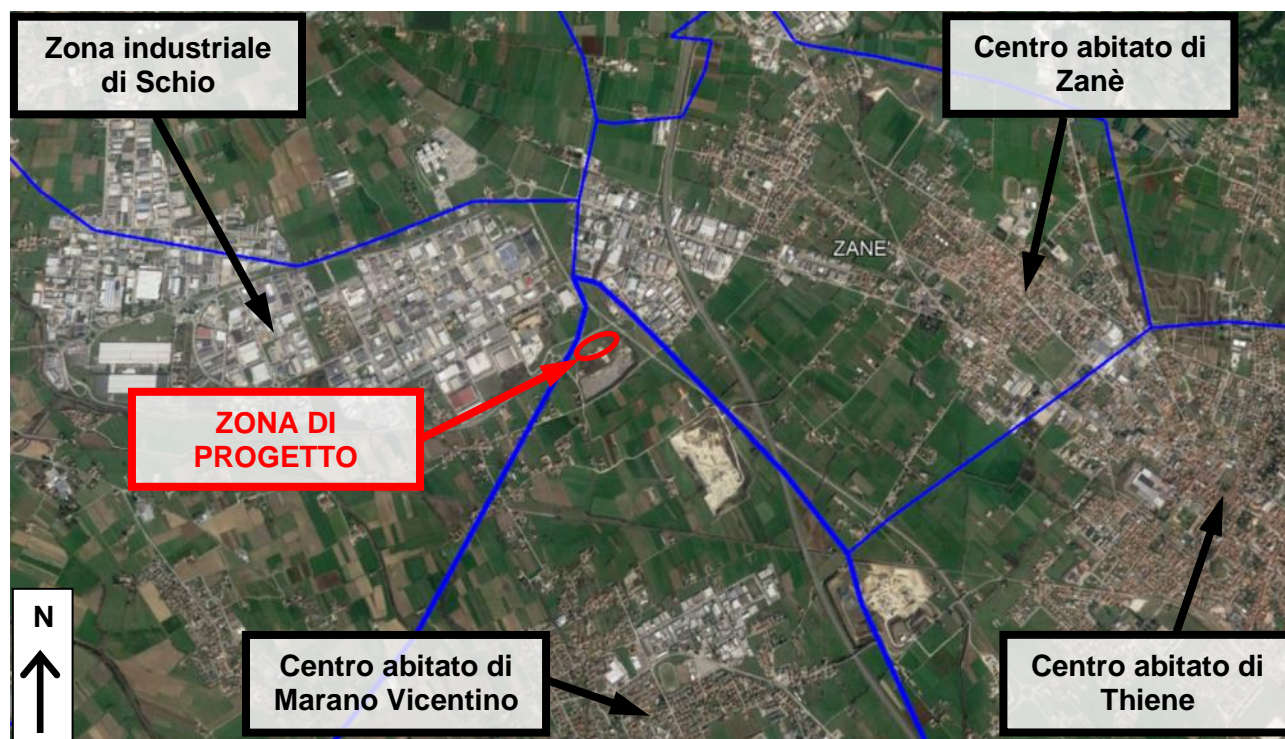 Zona industriale
di Schio
Centro abitato di
Zanè
ZANE'
ZONA DI
PROGETTO
N
Centro abitato di
Marano Vicentino
Centro abitato di
Thiene